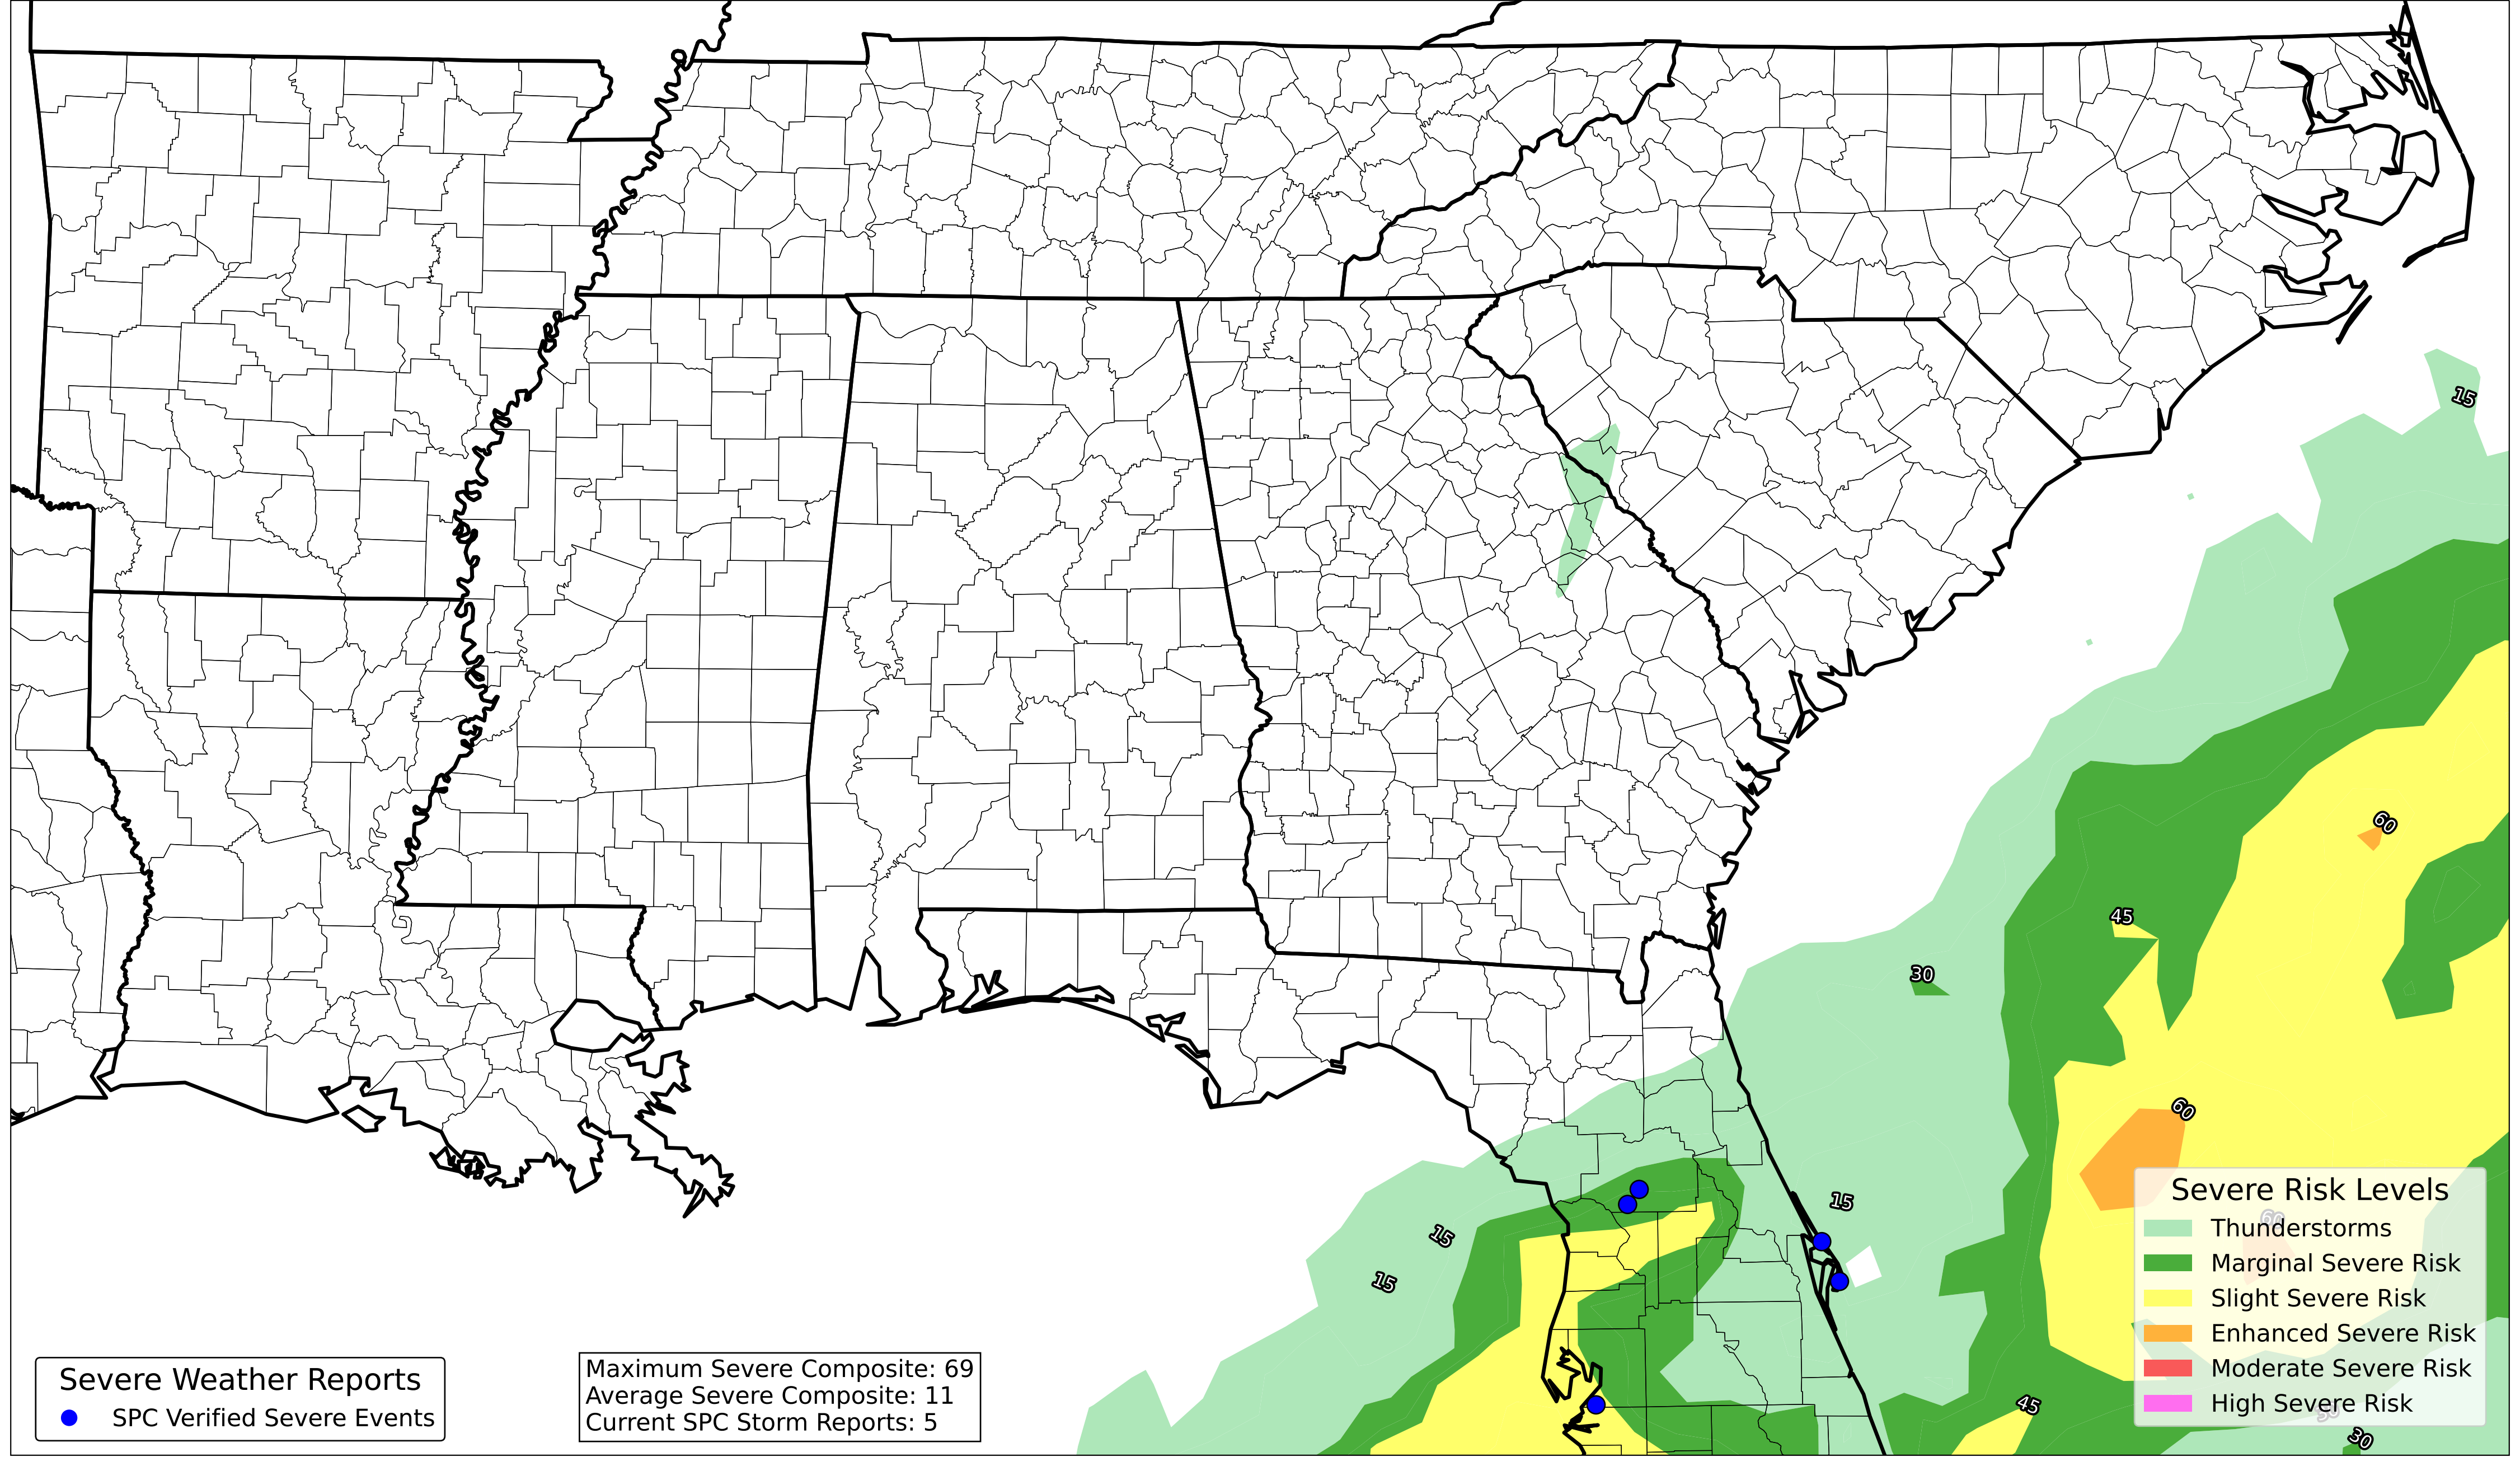 15
60
45
30
60
15
15
15
60
45
30
30
Severe Risk Levels
Thunderstorms
Marginal Severe Risk
Slight Severe Risk
Enhanced Severe Risk
Moderate Severe Risk
High Severe Risk
Severe Weather Reports
SPC Verified Severe Events
Maximum Severe Composite: 69
Average Severe Composite: 11
Current SPC Storm Reports: 5